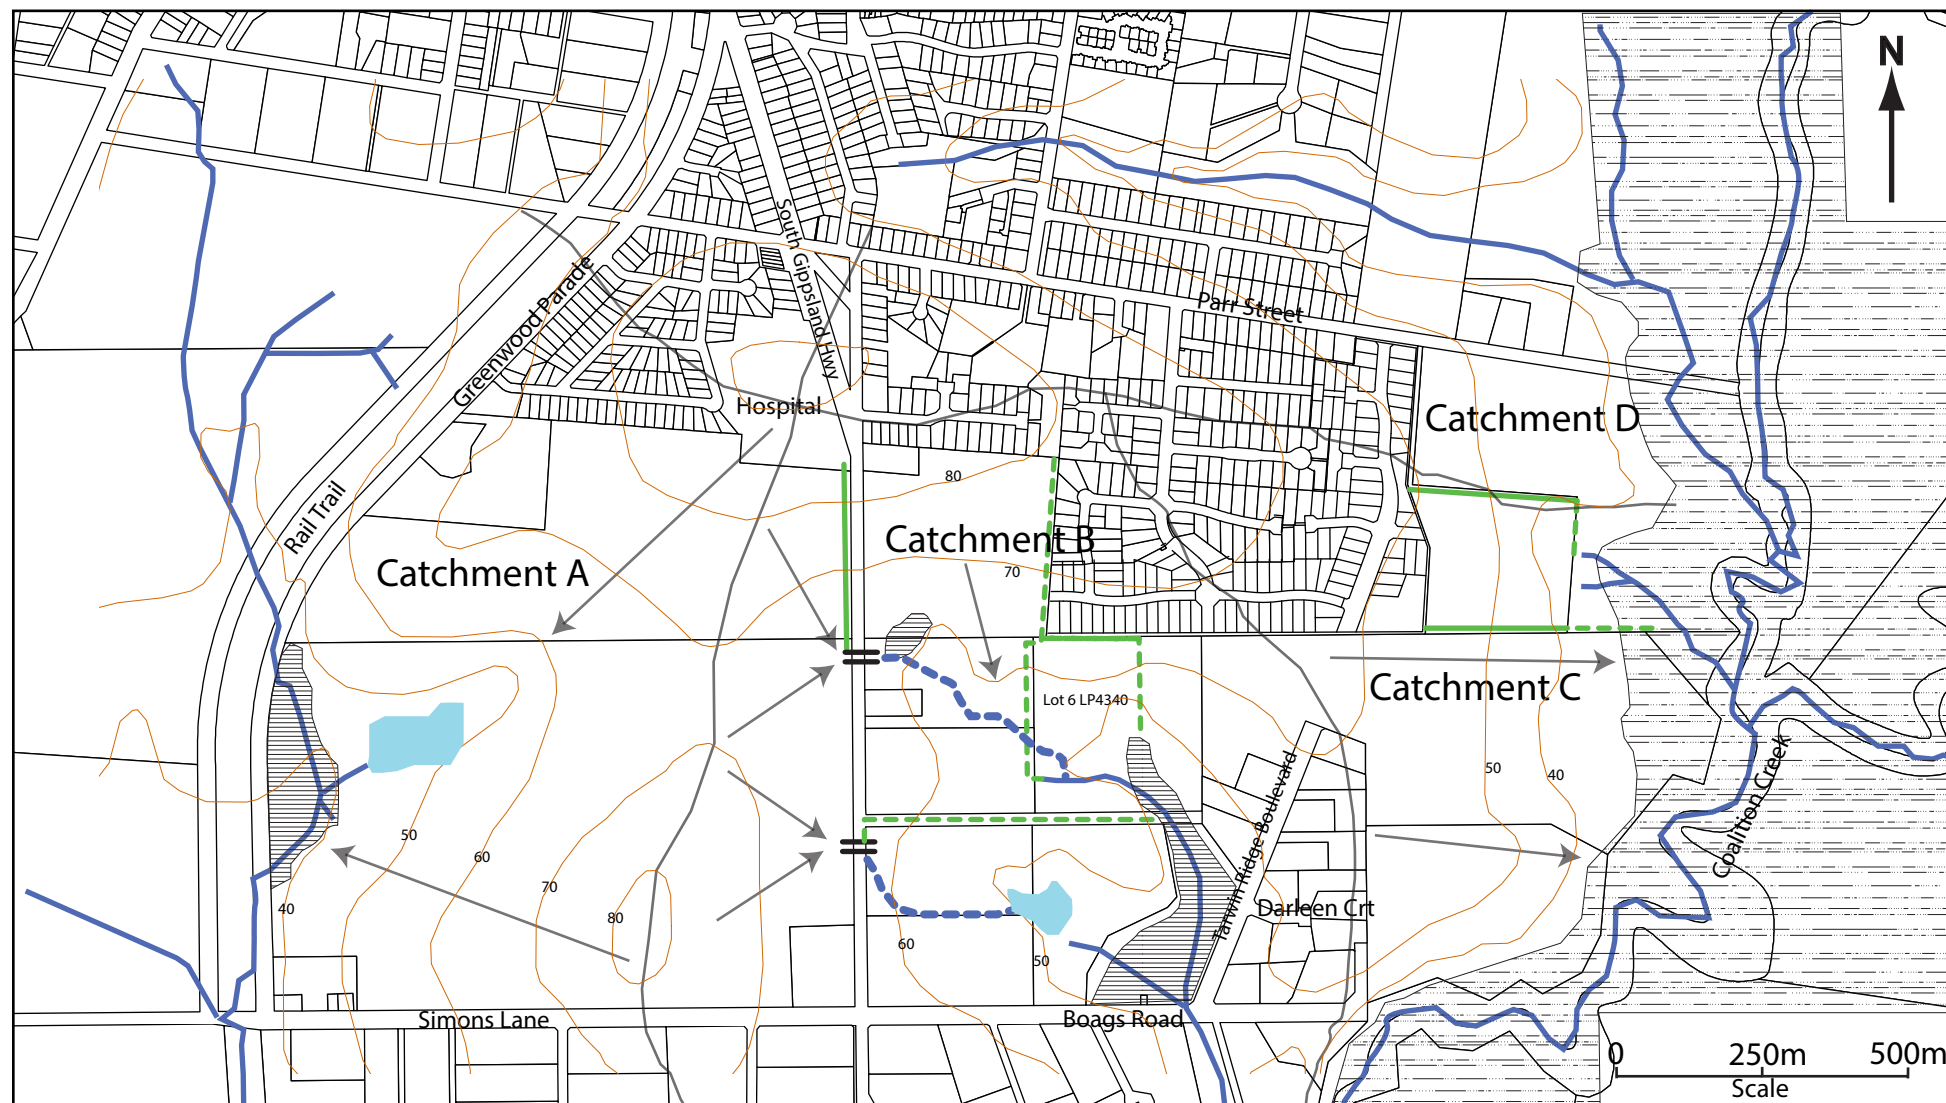 N
South Gippsland Hwy
Greenwood Parade
Parr Street
Hospital
Catchment D
80
Rail Trail
Catchment B
Catchment A
70
Lot 6 LP4340
Catchment C
50
40
Tarwin Ridge Boulevard
Coalition Creek
50
60
70
80
40
Darleen Crt
60
50
Simons Lane
Boags Road
0 250m 500m
Scale